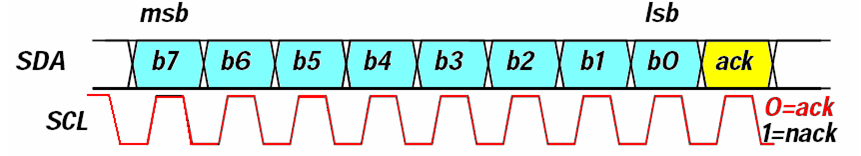 msb lsb
SDA b7 b6 b5 b4 b3 b2 b1 b0 ack
SCL 0=ack
1=nack